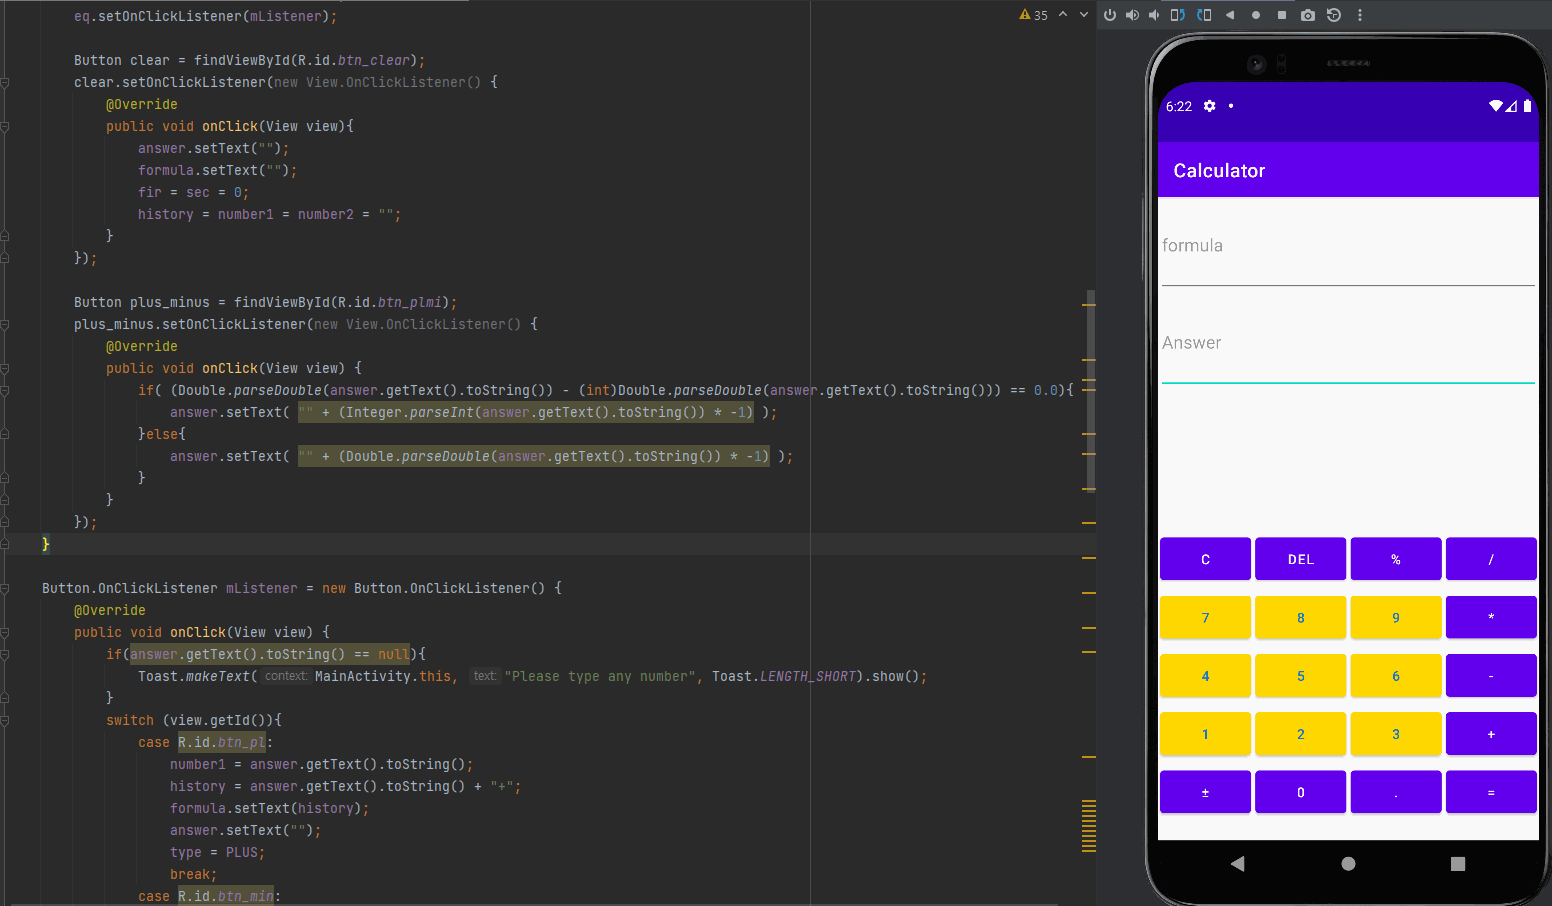 eq.setOnClickListener(mListener);
35
Button clear = findViewById(R.id.btn_clear);
clear.setOnClickListener(new View.OnClickListener() {
@Override
public void onClick(View view){
answer.setText("");
formula.setText("");
fir = sec = 0;
history = number1 = number2 = "";
}
});
Button plus_minus = findViewById(R.id.btn_plmi);
plus_minus.setOnClickListener(new View.OnClickListener() {
@Override
public void onClick(View view) {
if( (Double.parseDouble(answer.getText().toString()) - (int)Double.parseDouble(answer.getText().toString())) == 0.0){
answer.setText( "" + (Integer.parseInt(answer.getText().toString()) * -1) );
}else{
answer.setText( "" + (Double.parseDouble(answer.getText().toString()) * -1) );
}
}
});
}
Button.OnClickListener mListener = new Button.OnClickListener() {
@Override
public void onClick(View view) {
if(answer.getText().toString() == null){
Toast.makeText( context: MainActivity.this, text: "Please type any number", Toast.LENGTH_SHORT).show();
}
switch (view.getId()){
case R.id.btn_pl:
number1 = answer.getText().toString();
history = answer.getText().toString() + "+";
formula.setText(history);
answer.setText("");
type = PLUS;
break;
case R.id.btn_min:
6:22
Calculator
formula
Answer
C DEL % /
7 8 9 *
4 5 6 -
1 2 3 +
± 0 . =